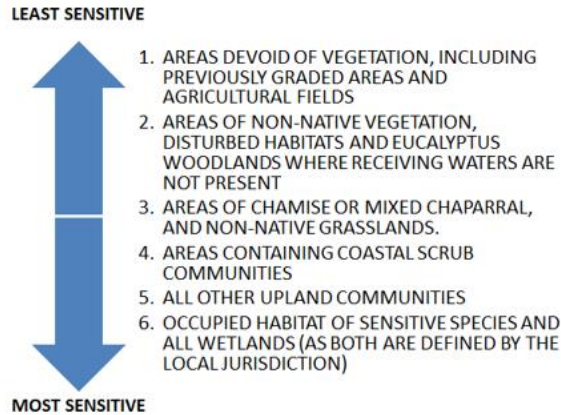 LEAST SENSITIVE
1. AREAS DEVOID OF VEGETATION, INCLUDING
PREVIOUSLY GRADED AREAS AND
AGRICULTURAL FIELDS
2. AREAS OF NON-NATIVE VEGETATION,
DISTURBED HABITATS AND EUCALYPTUS
WOODLANDS WHERE RECEIVING WATERS ARE
NOT PRESENT
3. AREAS OF CHAMISE OR MIXED CHAPARRAL,
AND NON-NATIVE GRASSLANDS.
4. AREAS CONTAINING COASTAL SCRUB
COMMUNITIES
5. ALL OTHER UPLAND COMMUNITIES
6. OCCUPIED HABITAT OF SENSITIVE SPECIES AND
ALL WETLANDS (AS BOTH ARE DEFINED BY THE
LOCAL JURISDICTION)
MOST SENSITIVE